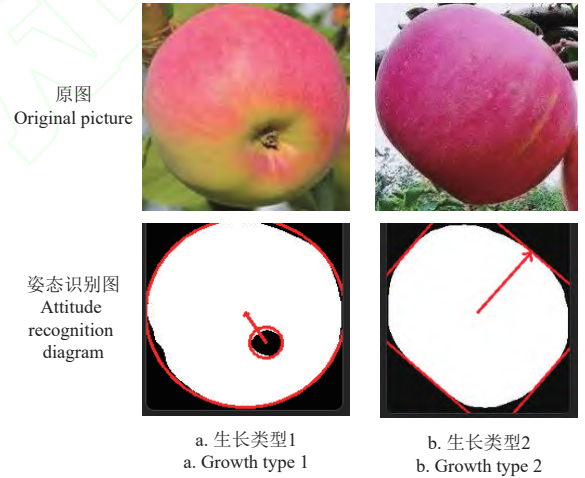 原图
Original picture
姿态识别图
Attitude
recognition
diagram
a. 生长类型1
a. Growth type 1
b. 生长类型2
b. Growth type 2